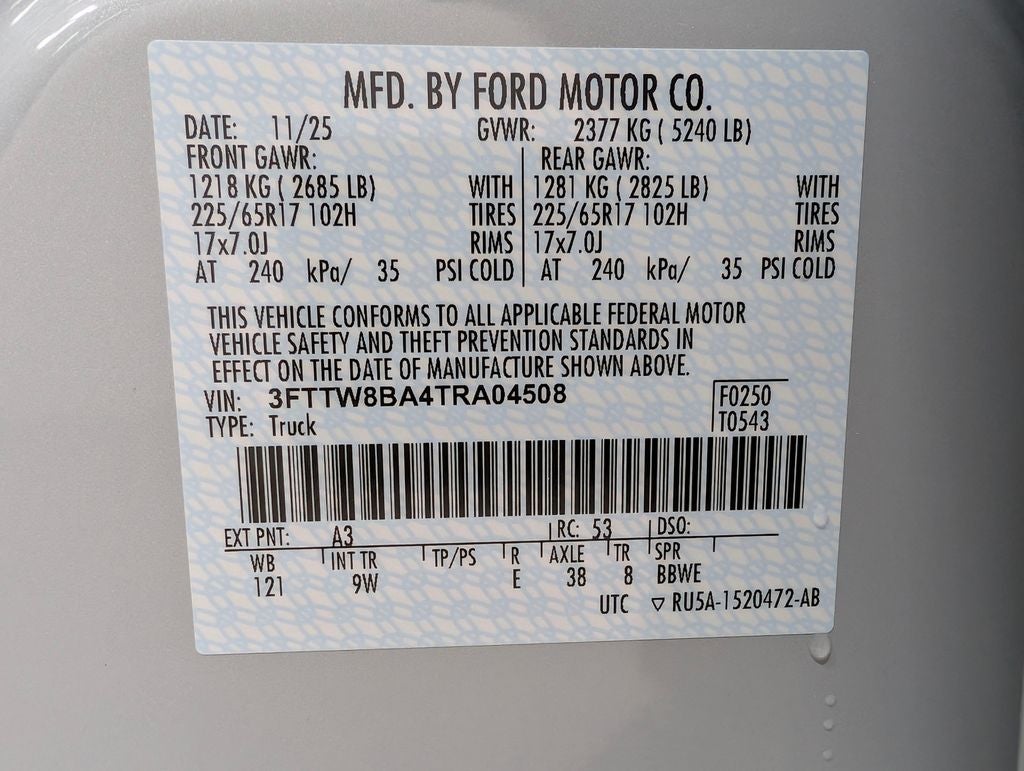 MFD. BY FORD MOTOR CO.
DATE: 11/25 GVWR: 2377 KG ( 5240 LB)
FRONT GAWR: REAR GAWR:
1218 KG ( 2685 LB) WITH 1281 KG ( 2825 LB) WITH
225/65R17 102H TIRES 225/65R17 102H TIRES
17x7.0J RIMS 17x7.0J RIMS
AT 240 kPa/ 35 PSI COLD AT 240 kPa/ 35 PSI COLD
THIS VEHICLE CONFORMS TO ALL APPLICABLE FEDERAL MOTOR
VEHICLE SAFETY AND THEFT PREVENTION STANDARDS IN
EFFECT ON THE DATE OF MANUFACTURE SHOWN ABOVE.
VIN: 3FTTW8BA4TRA04508 F0250
TYPE: Truck T0543
EXT PNT: A3 RC: 53 DSO:
WB INT TR TP/PS R AXLE TR SPR
121 9W E 38 8 BBWE
UTC ▽ RU5A-1520472-AB